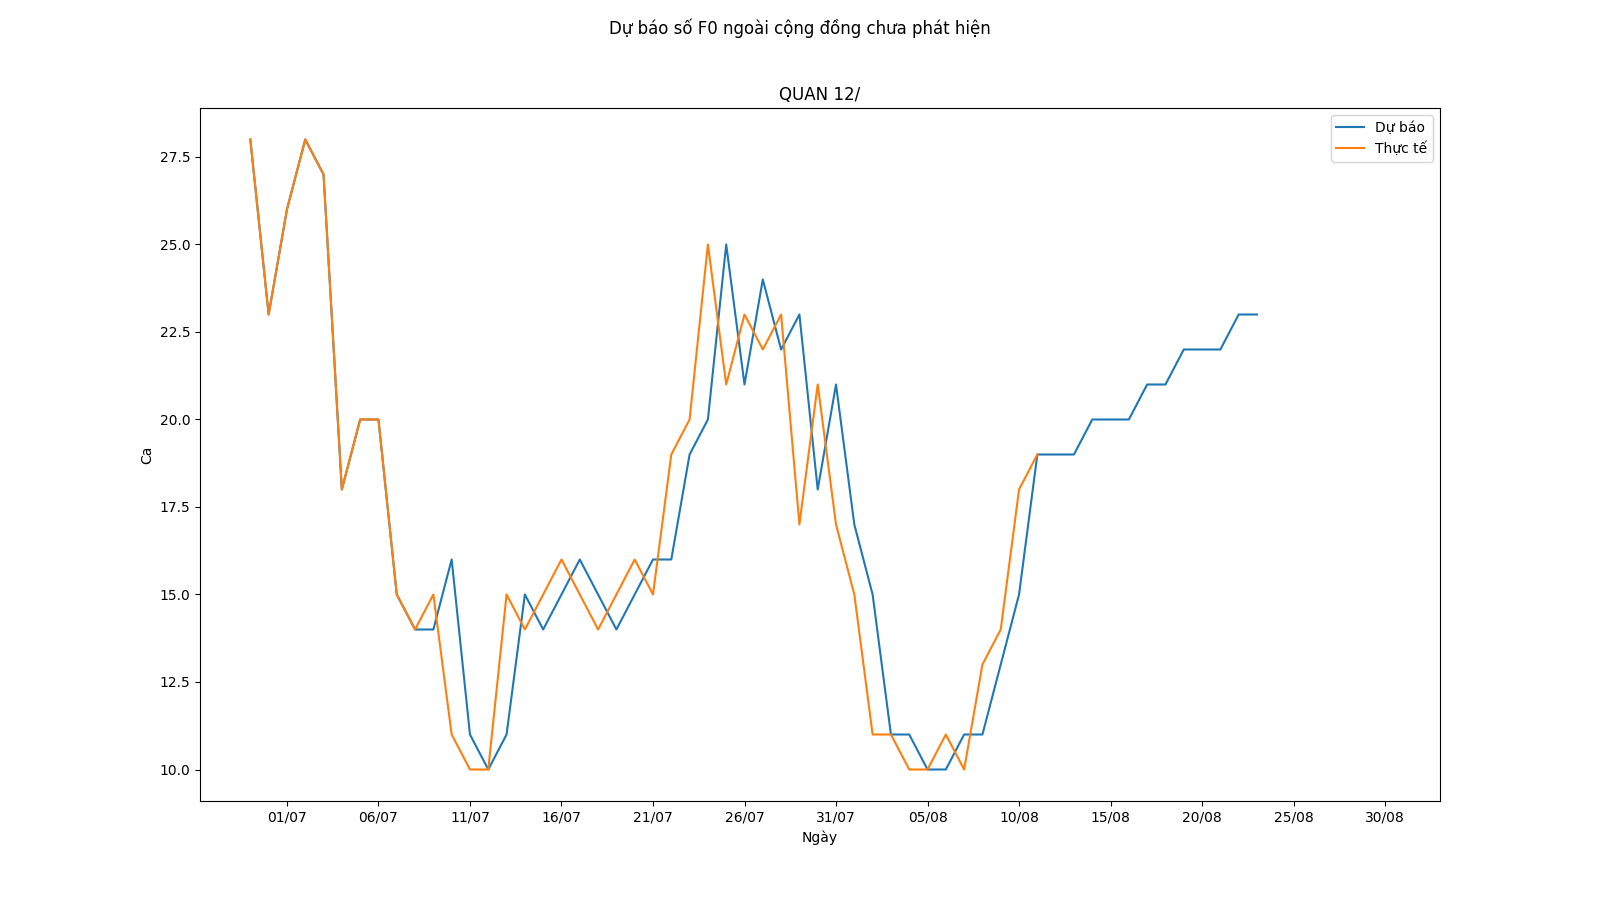 Dự báo số F0 ngoài cộng đồng chưa phát hiện
QUAN 12/
Dự báo
Thực tế
27.5
25.0
22.5
20.0
17.5
15.0
12.5
10.0
Ca
01/07 06/07 11/07 16/07 21/07 26/07 31/07 05/08 10/08 15/08 20/08 25/08 30/08
Ngày